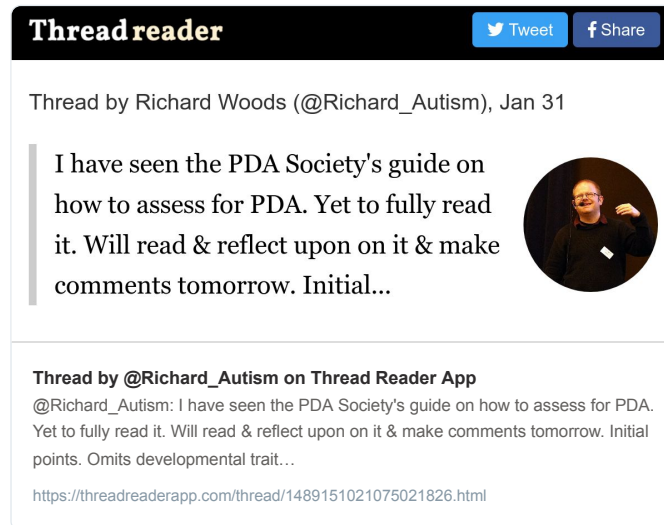 Thread reader
Tweet
Share
Thread by Richard Woods (@Richard_Autism), Jan 31
I have seen the PDA Society's guide on
how to assess for PDA. Yet to fully read
it. Will read & reflect upon on it & make
comments tomorrow. Initial...
Thread by @Richard_Autism on Thread Reader App
@Richard_Autism: I have seen the PDA Society's guide on how to assess for PDA.
Yet to fully read it. Will read & reflect upon on it & make comments tomorrow. Initial
points. Omits developmental trait…
https://threadreaderapp.com/thread/1489151021075021826.html